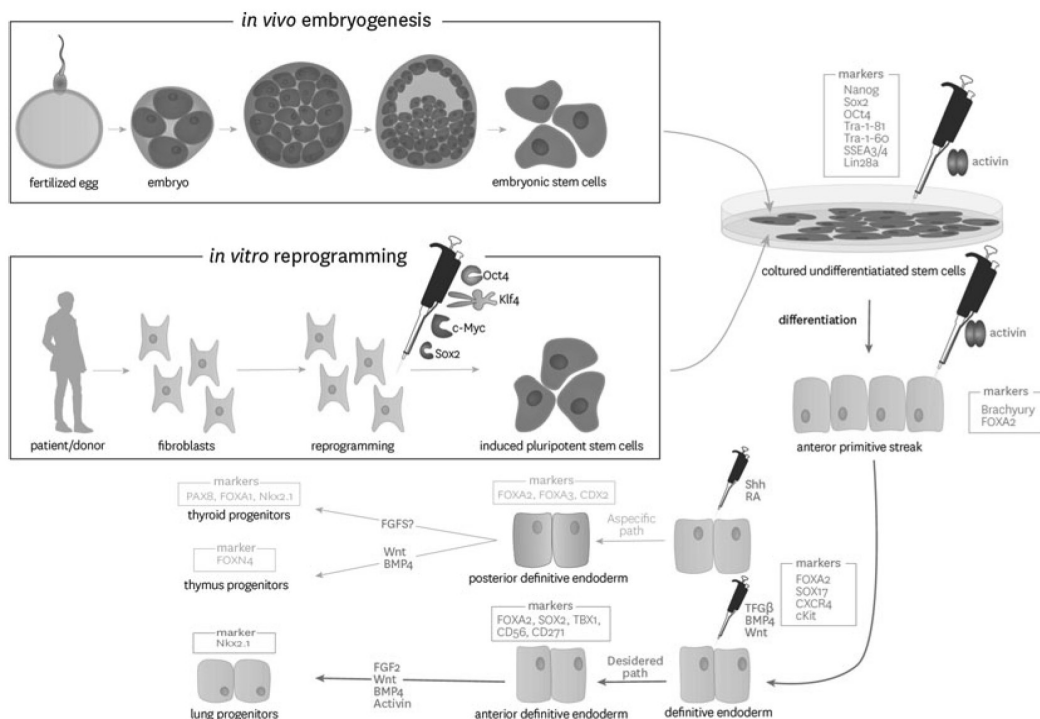 in vivo embryogenesis
fertilized egg
embryo
embryonic stem cells
markers
Nanog
Sox2
OCt4
Tra-1-81
Tra-1-60
SSEA3/4
Lin28a
activin
coltured undifferentiatiated stem cells
in vitro reprogramming
Oct4
Klf4
c-Myc
Sox2
patient/donor
fibroblasts
reprogramming
induced pluripotent stem cells
differentiation
activin
markers
Brachyury
FOXA2
anteror primitive streak
markers
PAX8, FOXA1, Nkx2.1
thyroid progenitors
FGFS?
marker
FOXN4
thymus progenitors
Wnt
BMP4
markers
FOXA2, FOXA3, CDX2
posterior definitive endoderm
Aspecific
path
Shh
RA
markers
FOXA2
SOX17
CXCR4
cKit
TFGβ
BMP4
Wnt
marker
Nkx2.1
lung progenitors
FGF2
Wnt
BMP4
Activin
markers
FOXA2, SOX2, TBX1,
CD56, CD271
anterior definitive endoderm
Desidered
path
definitive endoderm